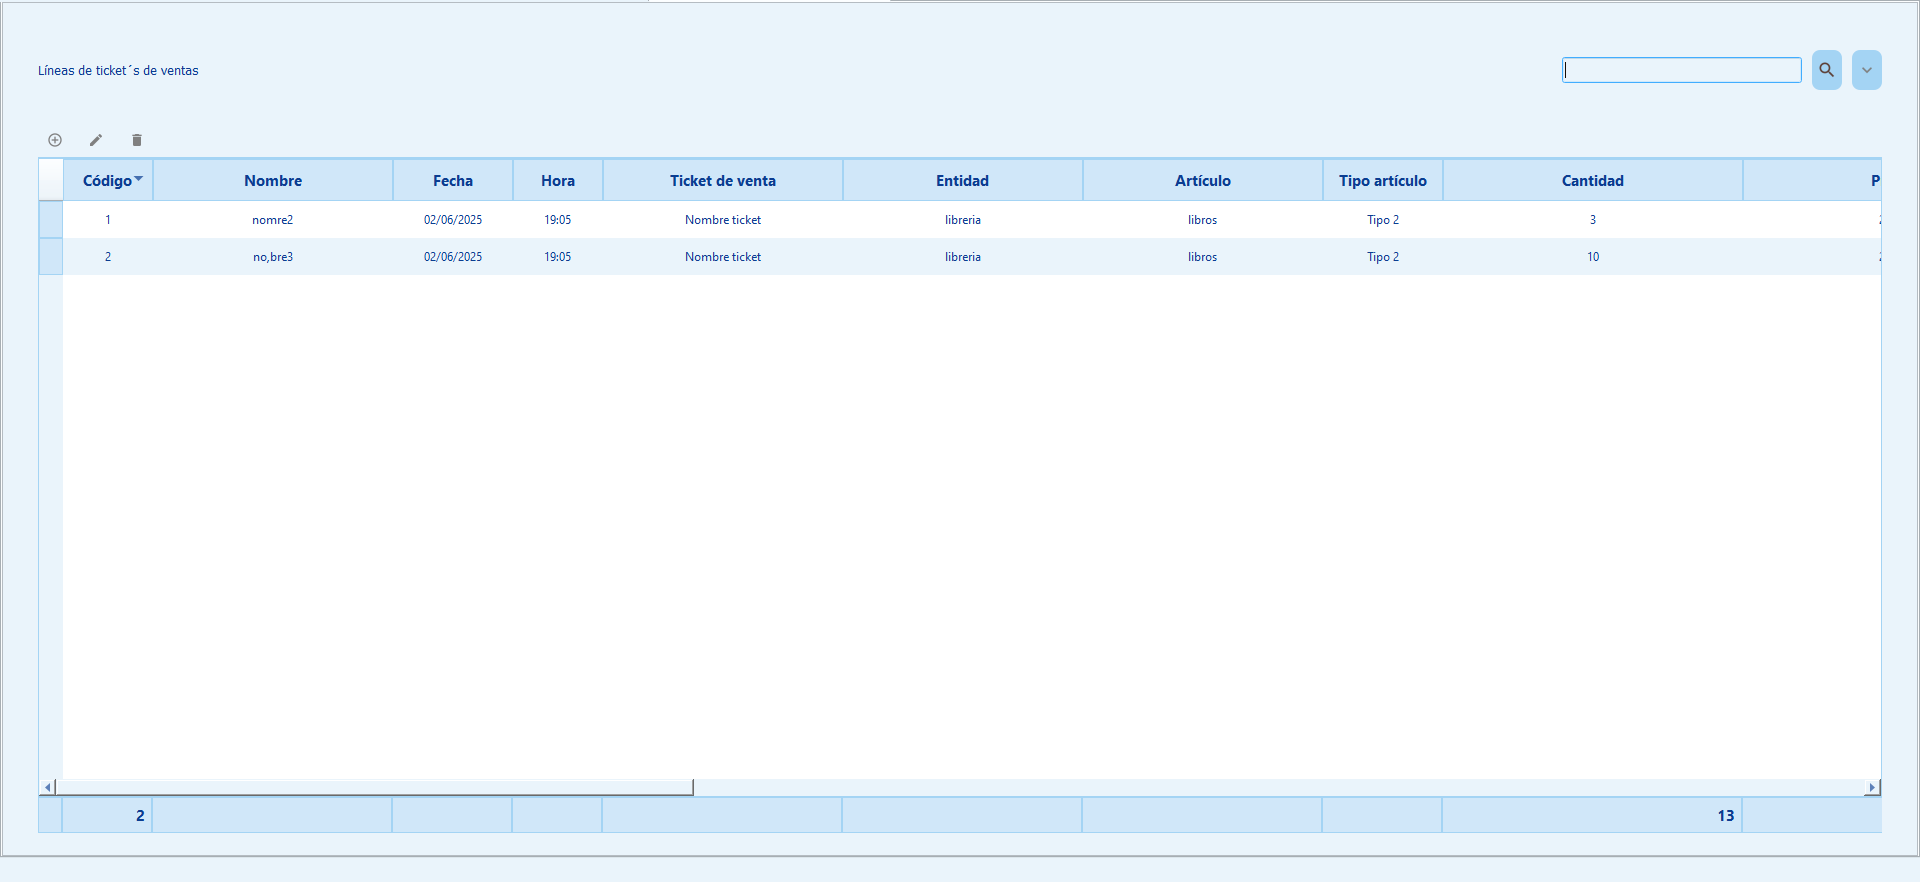 Líneas de ticket´s de ventas
Código Nombre Fecha Hora Ticket de venta Entidad Artículo Tipo artículo Cantidad P
1 nomre2 02/06/2025 19:05 Nombre ticket libreria libros Tipo 2 3
2 no,bre3 02/06/2025 19:05 Nombre ticket libreria libros Tipo 2 10
2 13